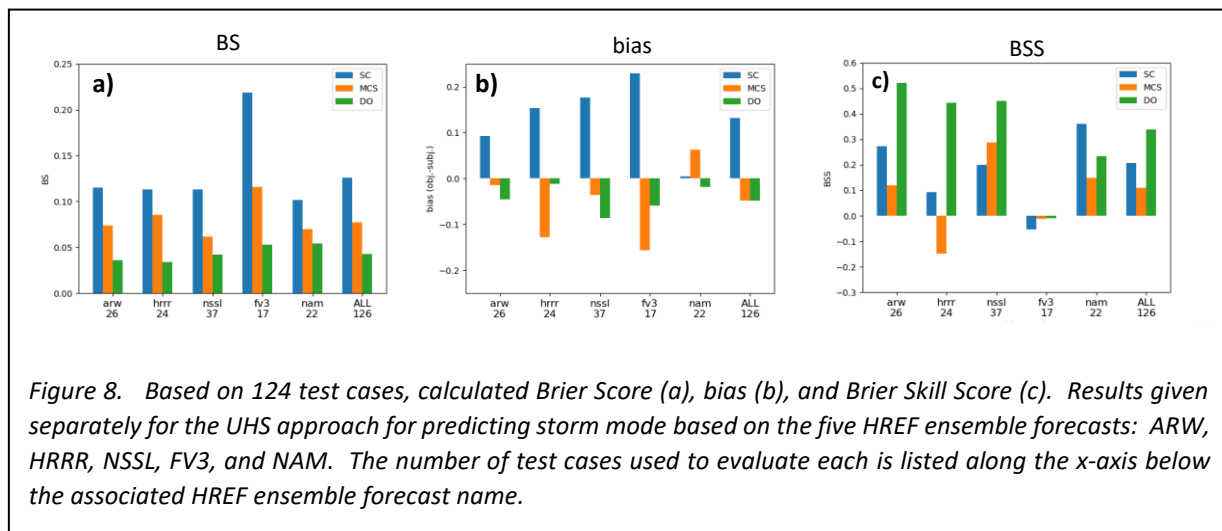 BS
bias
BSS
a)
SC
MCS
DO
0.25
0.20
0.15
0.10
0.05
0.00
BS
arw hrrr nssl fv3 nam ALL
26 24 37 17 22 126
b)
SC
MCS
DO
0.2
0.1
0.0
−0.1
−0.2
bias (obj.-subj.)
arw hrrr nssl fv3 nam ALL
26 24 37 17 22 126
c)
SC
MCS
DO
0.6
0.5
0.4
0.3
0.2
0.1
0.0
−0.1
−0.2
−0.3
BSS
arw hrrr nssl fv3 nam ALL
26 24 37 17 22 126
Figure 8. Based on 124 test cases, calculated Brier Score (a), bias (b), and Brier Skill Score (c). Results given
separately for the UHS approach for predicting storm mode based on the five HREF ensemble forecasts: ARW,
HRRR, NSSL, FV3, and NAM. The number of test cases used to evaluate each is listed along the x-axis below
the associated HREF ensemble forecast name.